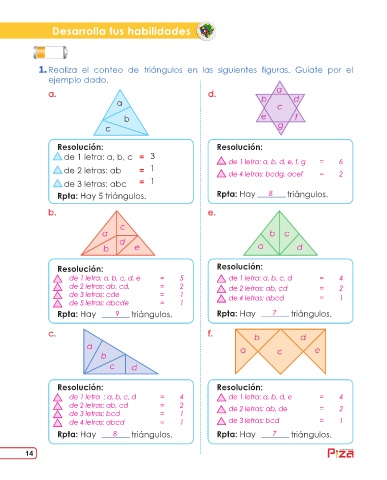 Desarrolla tus habilidades
1. Realiza el conteo de triángulos en las siguientes figuras. Guíate por el
ejemplo dado.
a.
a
b
c
Resolución:
de 1 letra: a, b, c = 3
de 2 letras: ab = 1
de 3 letras: abc = 1
Rpta: Hay 5 triángulos.
d.
a
b d
c
e f
g
Resolución:
de 1 letra: a, b, d, e, f, g = 6
de 4 letras: bcdg, acef = 2
Rpta: Hay 8 triángulos.
b.
c
a
d
b e
Resolución:
de 1 letra: a, b, c, d, e = 5
de 2 letras: ab, cd, = 2
de 3 letras: cde = 1
de 5 letras: abcde = 1
Rpta: Hay 9 triángulos.
e.
b c
a d
Resolución:
de 1 letra: a, b, c, d = 4
de 2 letras: ab, cd = 2
de 4 letras: abcd = 1
Rpta: Hay 7 triángulos.
c.
a
b
c d
Resolución:
de 1 letra : a, b, c, d = 4
de 2 letras: ab, cd = 2
de 3 letras: bcd = 1
de 4 letras: abcd = 1
Rpta: Hay 8 triángulos.
f.
b d
a c e
Resolución:
de 1 letra: a, b, d, e = 4
de 2 letras: ab, de = 2
de 3 letras: bcd = 1
Rpta: Hay 7 triángulos.
14